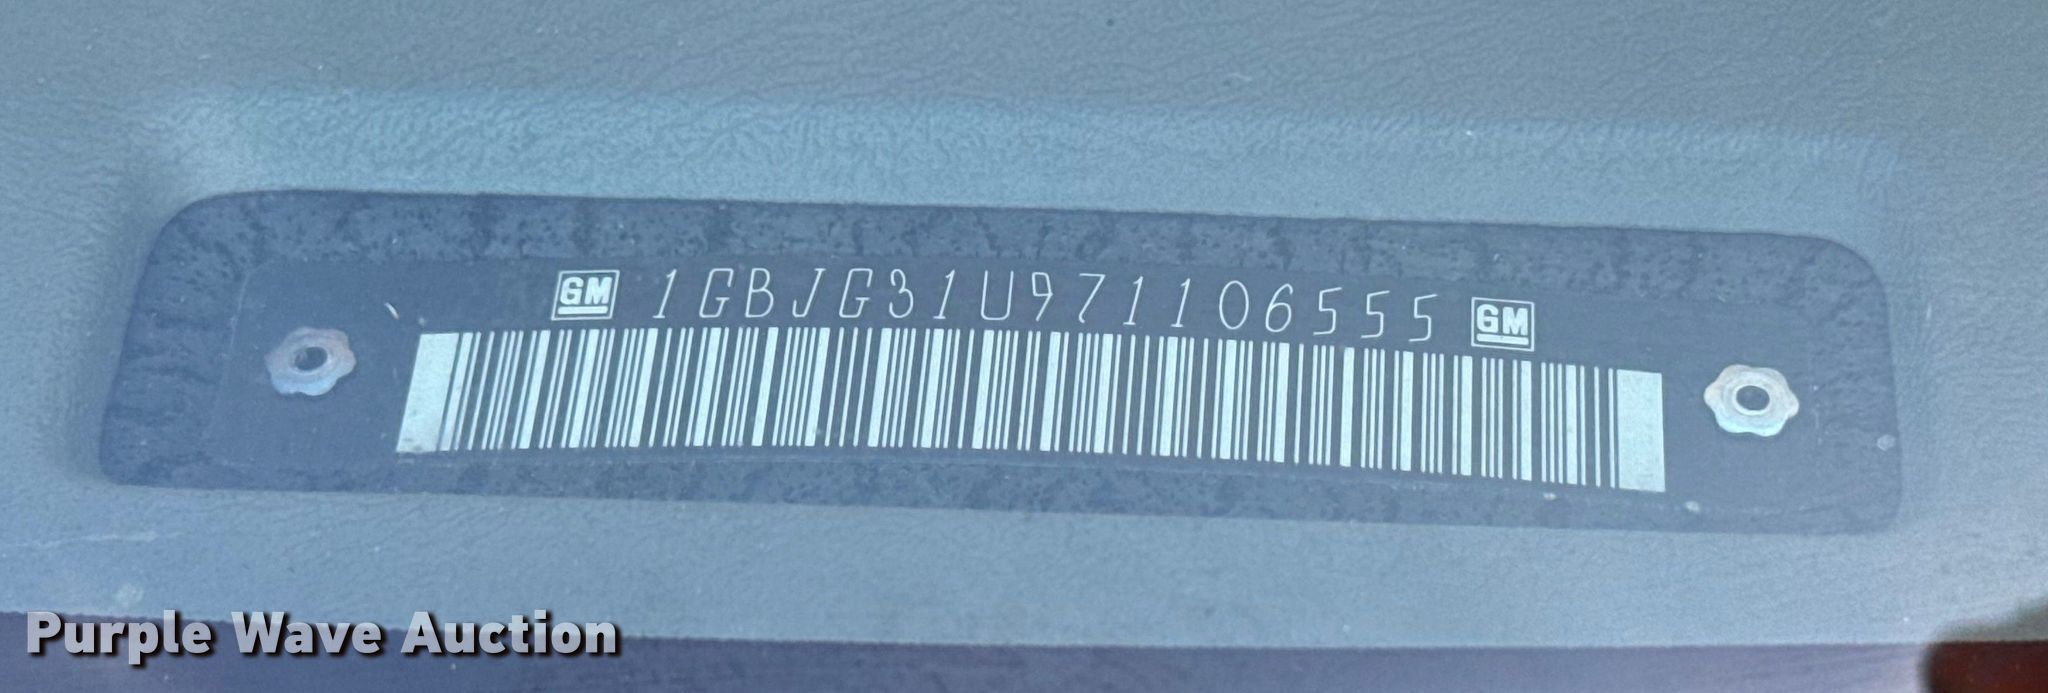 GM 1GBJG31U971106555 GM
Purple Wave Auction